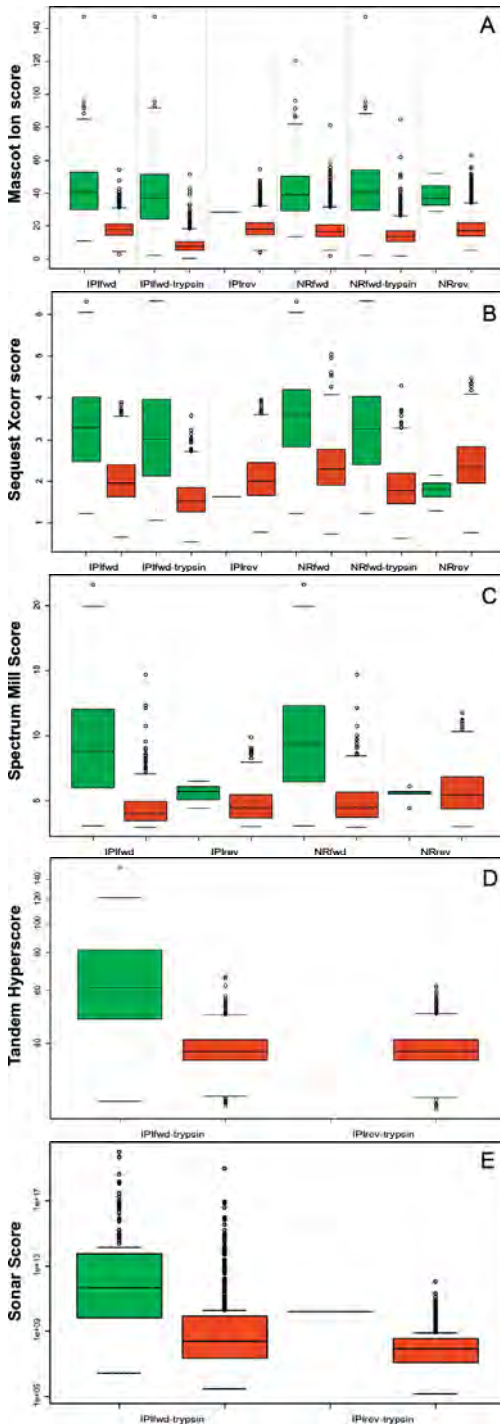 A
Mascot Ion score
140
120
100
80
60
40
20
0
IPIfwd IPIfwd-trypsin IPIrev NRfwd NRfwd-trypsin NRrev
B
Sequest Xcorr score
6
5
4
3
2
1
IPIfwd IPIfwd-trypsin IPIrev NRfwd NRfwd-trypsin NRrev
C
Spectrum Mill Score
20
15
10
5
IPIfwd IPIrev NRfwd NRrev
D
Tandem Hyperscore
140
120
100
80
60
40
IPIfwd-trypsin IPIrev-trypsin
E
Sonar Score
1e+17
1e+13
1e+09
1e+05
IPIfwd-trypsin IPIrev-trypsin